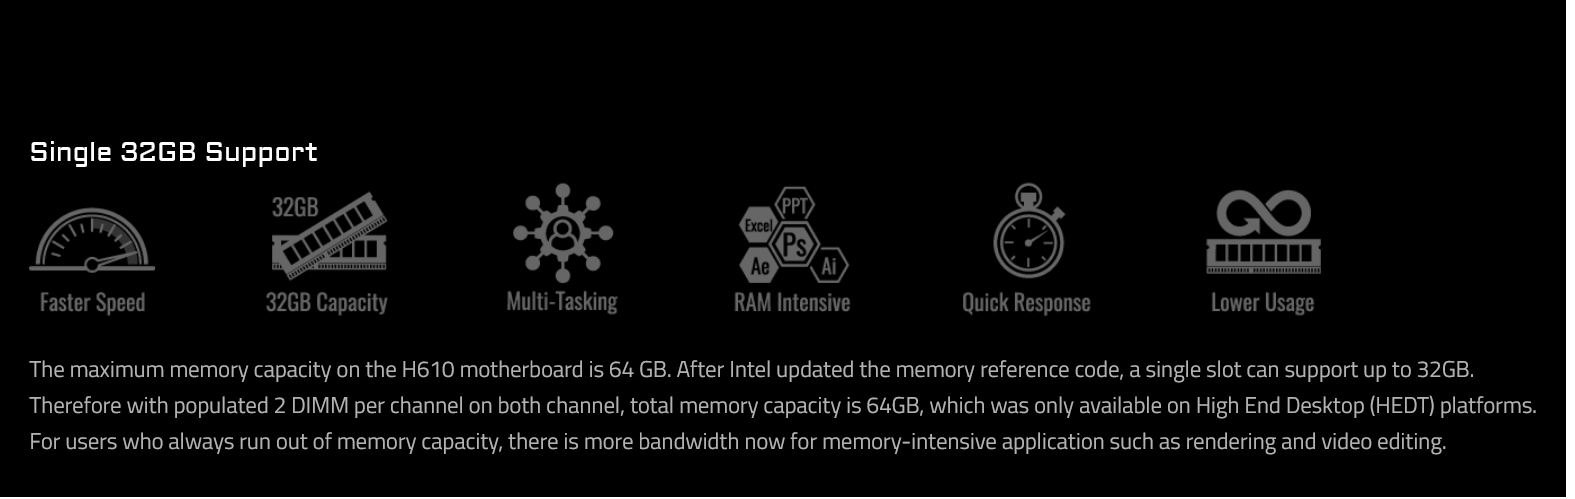 Single 32GB Support
32GB
PPT
Excel
Ps
Ae
Ai
Faster Speed
32GB Capacity
Multi-Tasking
RAM Intensive
Quick Response
Lower Usage
The maximum memory capacity on the H610 motherboard is 64 GB. After Intel updated the memory reference code, a single slot can support up to 32GB.
Therefore with populated 2 DIMM per channel on both channel, total memory capacity is 64GB, which was only available on High End Desktop (HEDT) platforms.
For users who always run out of memory capacity, there is more bandwidth now for memory-intensive application such as rendering and video editing.